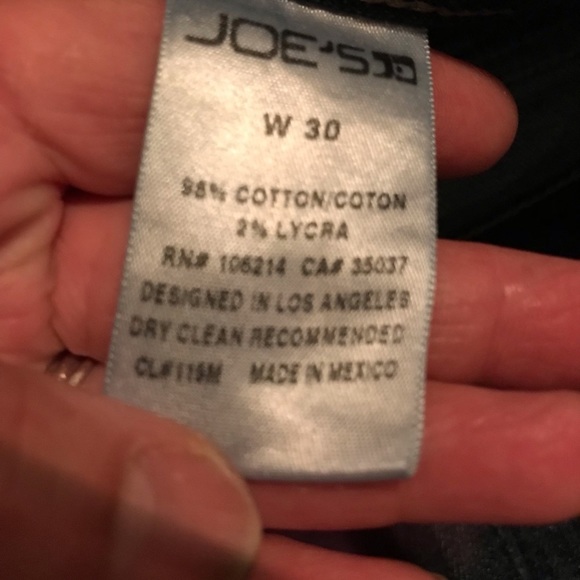 JOE'S
W 30
98% COTTON/COTON
2% LYCRA
RN# 106214 CA# 35037
DESIGNED IN LOS ANGELES
DRY CLEAN RECOMMENDED
CL#119M MADE IN MEXICO